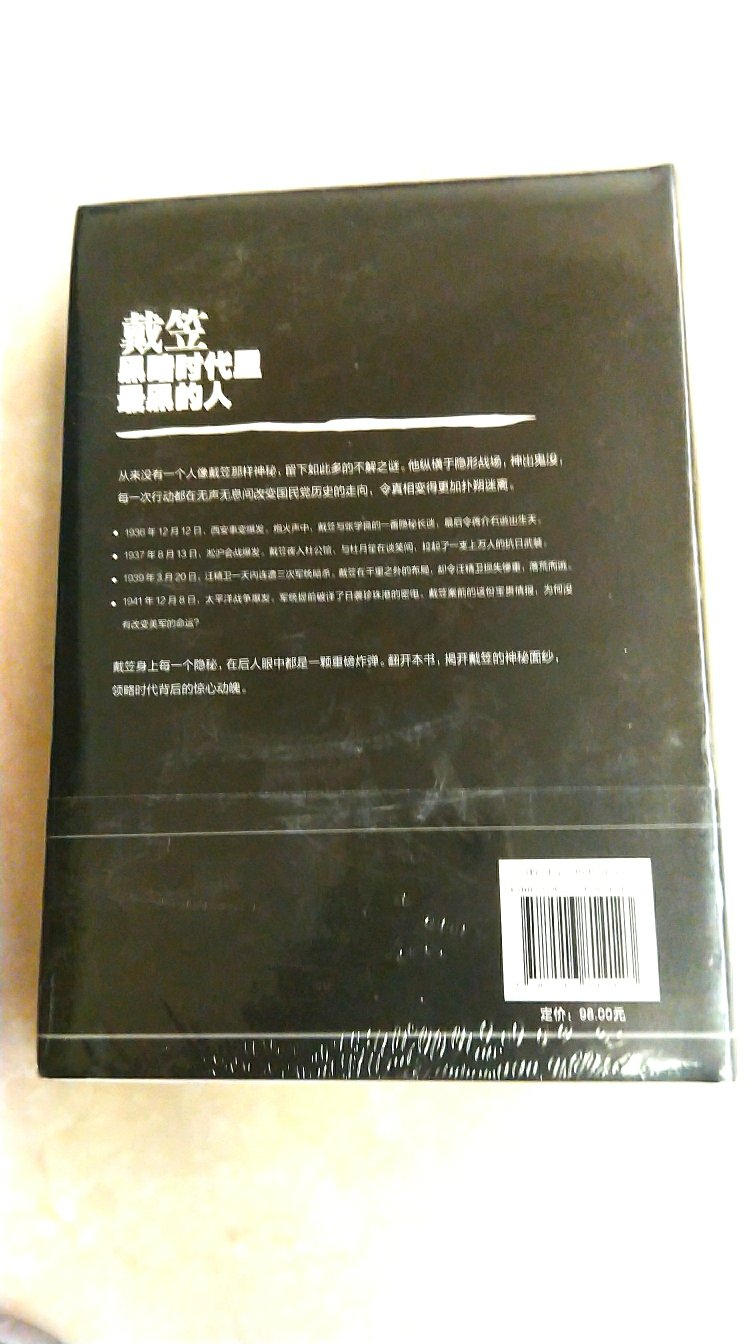 戴笠
黑暗时代里
最黑的人
从来没有一个人像戴笠那样神秘，留下如此多的不解之谜。他纵横于隐形战场，神出鬼没，
每一次行动都在无声无息间改变国民党历史的走向，令真相变得更加扑朔迷离。
1936年12月12日，西安事变爆发，炮火声中，戴笠与张学良的一番隐秘长谈，最后令蒋介石逃出生天。
1937年8月13日，淞沪会战爆发，戴笠夜入杜公馆，与杜月笙在谈笑间，拉起了一支上万人的抗日武装。
1939年3月20日，汪精卫一天内连遭三次军统暗杀，戴笠在千里之外的布局，却令汪精卫损失惨重，落荒而逃。
1941年12月8日，太平洋战争爆发，军统提前破译了日袭珍珠港的密电，戴笠案前的这份重要情报，为何没
有改变美军的命运？
戴笠身上每一个隐秘，在后人眼中都是一颗重磅炸弹。翻开本书，揭开戴笠的神秘面纱，
领略时代背后的惊心动魄。
定价：98.00元